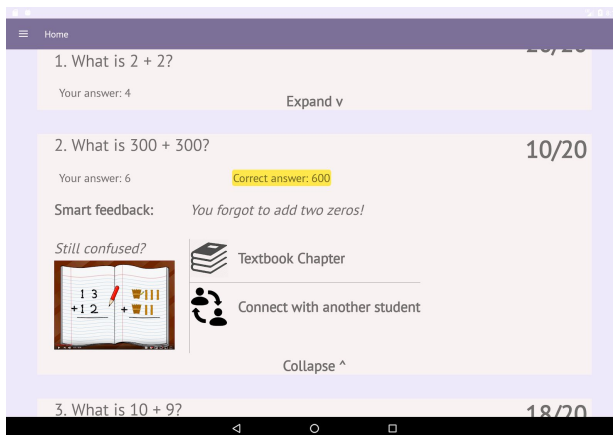 Home
20/20
1. What is 2 + 2?
Your answer: 4
Expand v
2. What is 300 + 300?
10/20
Your answer: 6
Correct answer: 600
Smart feedback:
You forgot to add two zeros!
Still confused?
Textbook Chapter
1 3
+1 2
+
Connect with another student
Collapse ^
3. What is 10 + 9?
18/20